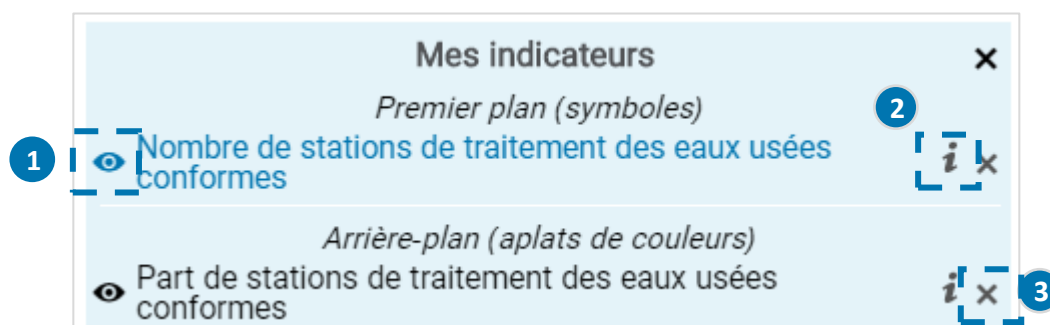 Mes indicateurs ×
Premier plan (symboles)
2
1
Nombre de stations de traitement des eaux usées
conformes
i ×
Arrière-plan (aplats de couleurs)
Part de stations de traitement des eaux usées
conformes
i ×
3